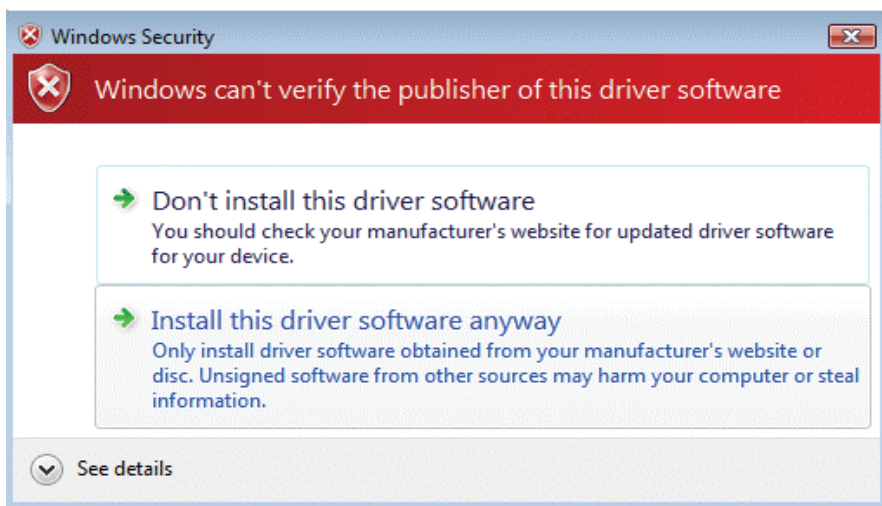 Windows Security
Windows can't verify the publisher of this driver software
Don't install this driver software
You should check your manufacturer's website for updated driver software
for your device.
Install this driver software anyway
Only install driver software obtained from your manufacturer's website or
disc. Unsigned software from other sources may harm your computer or steal
information.
See details